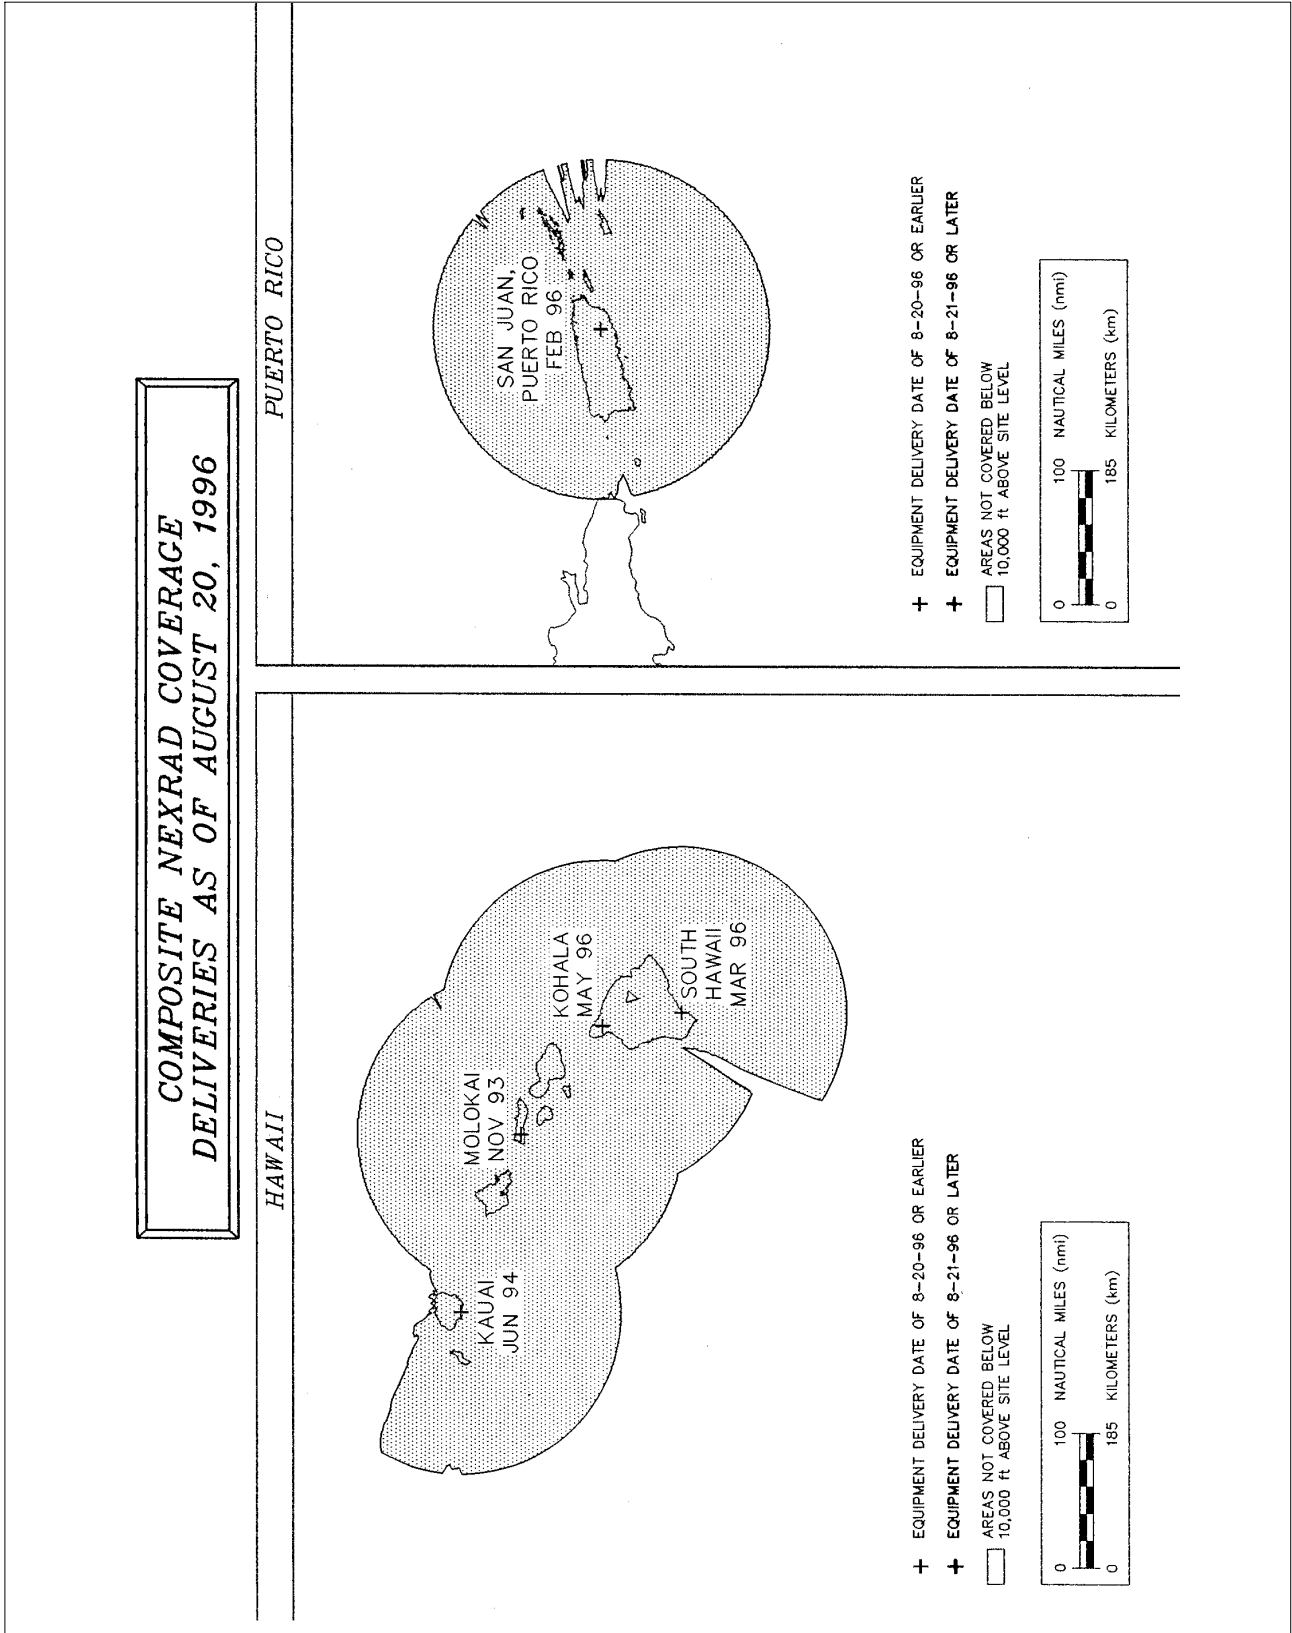 COMPOSITE NEXRAD COVERAGE
DELIVERIES AS OF AUGUST 20, 1996
HAWAII
KAUAI
JUN 94
MOLOKAI
NOV 93
KOHALA
MAY 96
SOUTH
HAWAII
MAR 96
+ EQUIPMENT DELIVERY DATE OF 8-20-96 OR EARLIER
+ EQUIPMENT DELIVERY DATE OF 8-21-96 OR LATER
AREAS NOT COVERED BELOW
10,000 ft ABOVE SITE LEVEL
0 100 NAUTICAL MILES (nmi)
0 185 KILOMETERS (km)
PUERTO RICO
SAN JUAN,
PUERTO RICO
FEB 96
+ EQUIPMENT DELIVERY DATE OF 8-20-96 OR EARLIER
+ EQUIPMENT DELIVERY DATE OF 8-21-96 OR LATER
AREAS NOT COVERED BELOW
10,000 ft ABOVE SITE LEVEL
0 100 NAUTICAL MILES (nmi)
0 185 KILOMETERS (km)